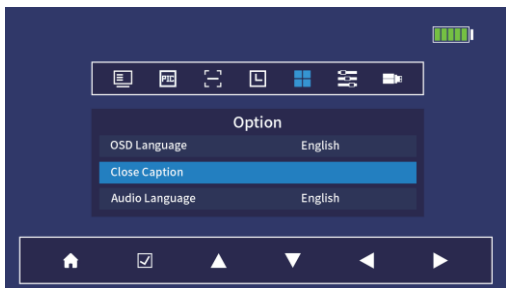 PIC
Option
OSD Language English
Close Caption
Audio Language English